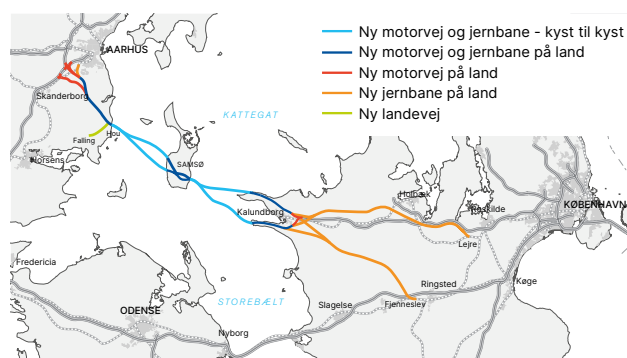 Ny motorvej og jernbane - kyst til kyst
Ny motorvej og jernbane på land
Ny motorvej på land
Ny jernbane på land
Ny landevej
AARHUS
Skanderborg
KATTEGAT
Hou
Falling
Horsens
SAMSØ
Kalundborg
Holbæk
Roskilde
KØBENHAVN
Lejre
Fredericia
STOREBÆLT
Ringsted
Køge
Slagelse
Fjenneslev
ODENSE
Nyborg